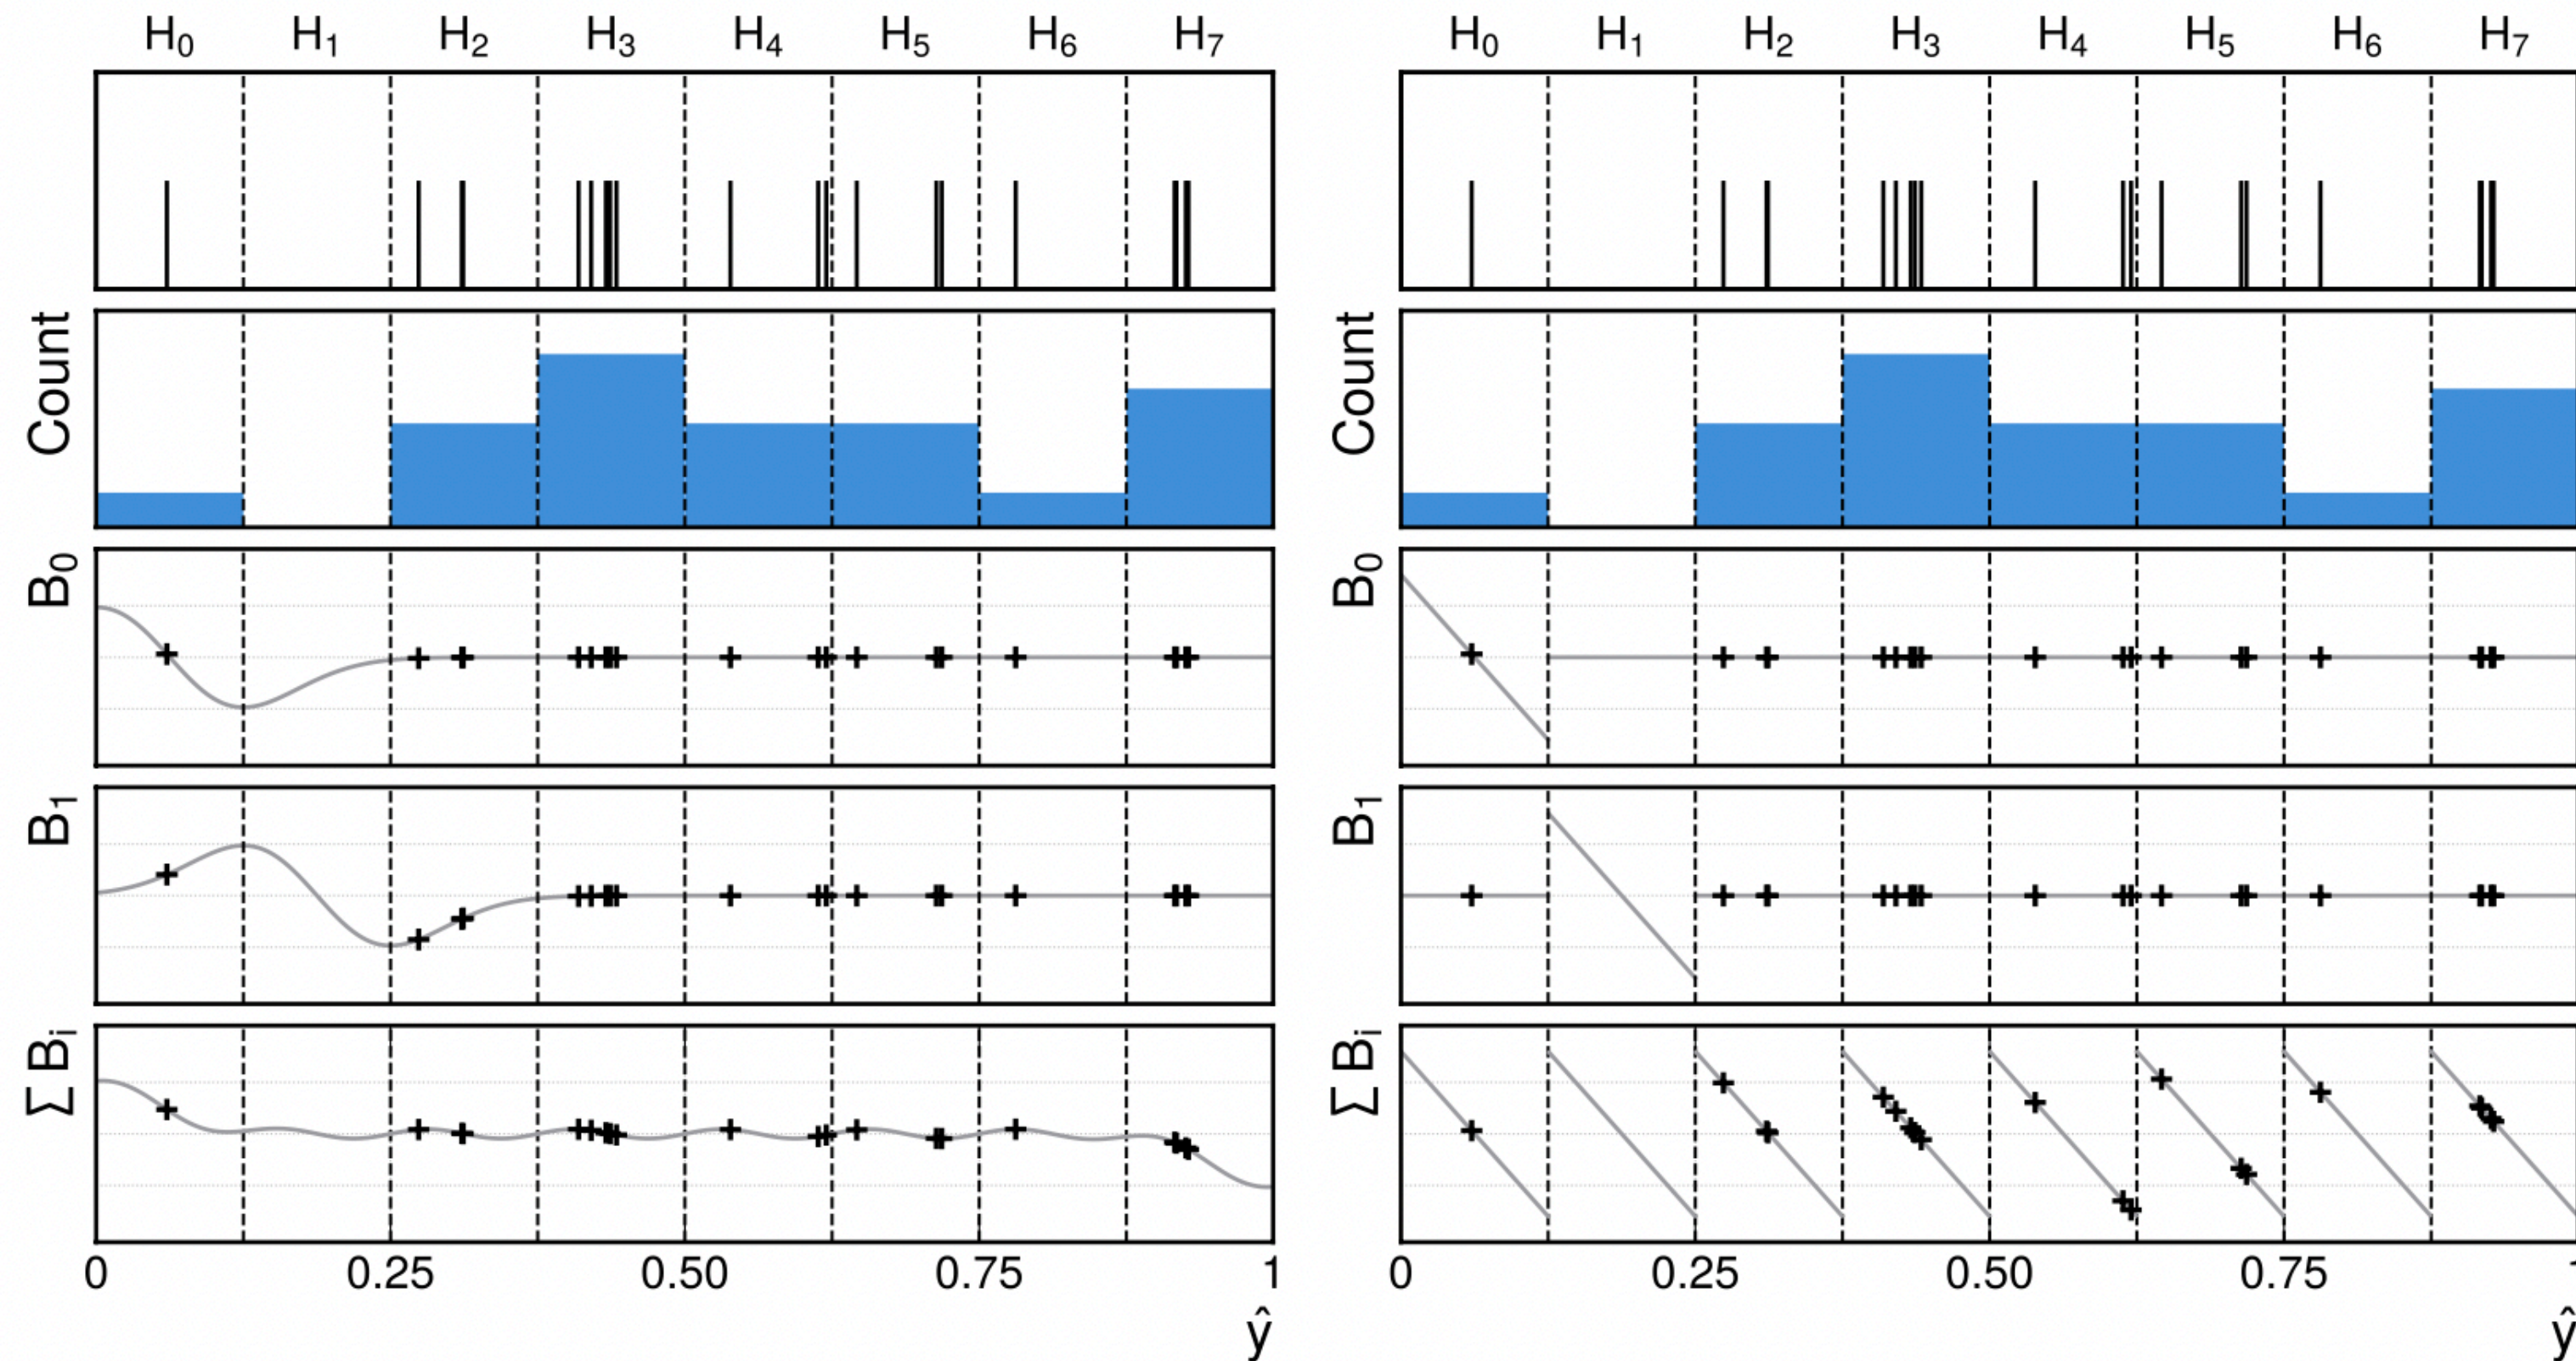 H₀ H₁ H₂ H₃ H₄ H₅ H₆ H₇
Count
B₀
B₁
∑ Bᵢ
0 0.25 0.50 0.75 1
ŷ
H₀ H₁ H₂ H₃ H₄ H₅ H₆ H₇
Count
B₀
B₁
∑ Bᵢ
0 0.25 0.50 0.75 1
ŷ